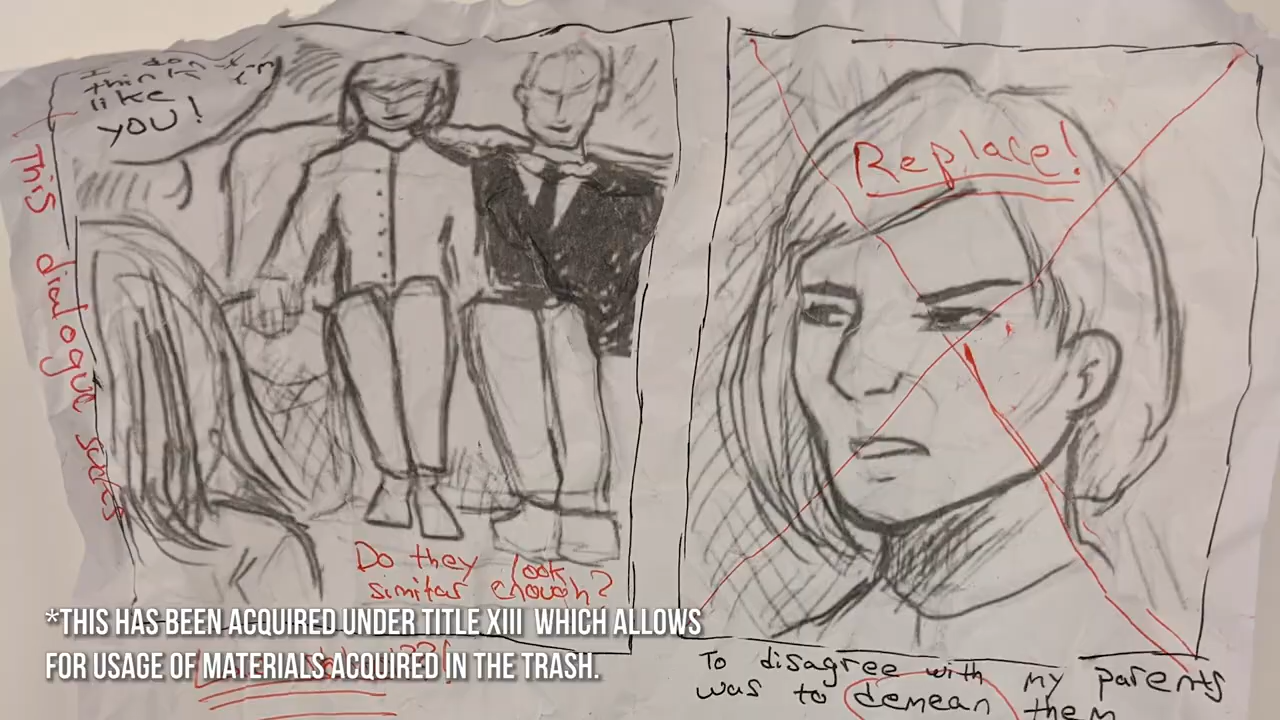 I don't
think I'm
like
YOU!
This dialogue sucks
Replace!
Do they look
similar enough?
*THIS HAS BEEN ACQUIRED UNDER TITLE XIII WHICH ALLOWS
FOR USAGE OF MATERIALS ACQUIRED IN THE TRASH.
To disagree with my parents
was to demean them